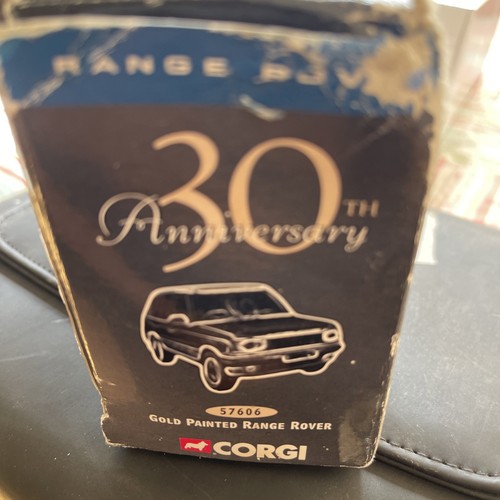 RANGE
30TH
Anniversary
57606
GOLD PAINTED RANGE ROVER
CORGI